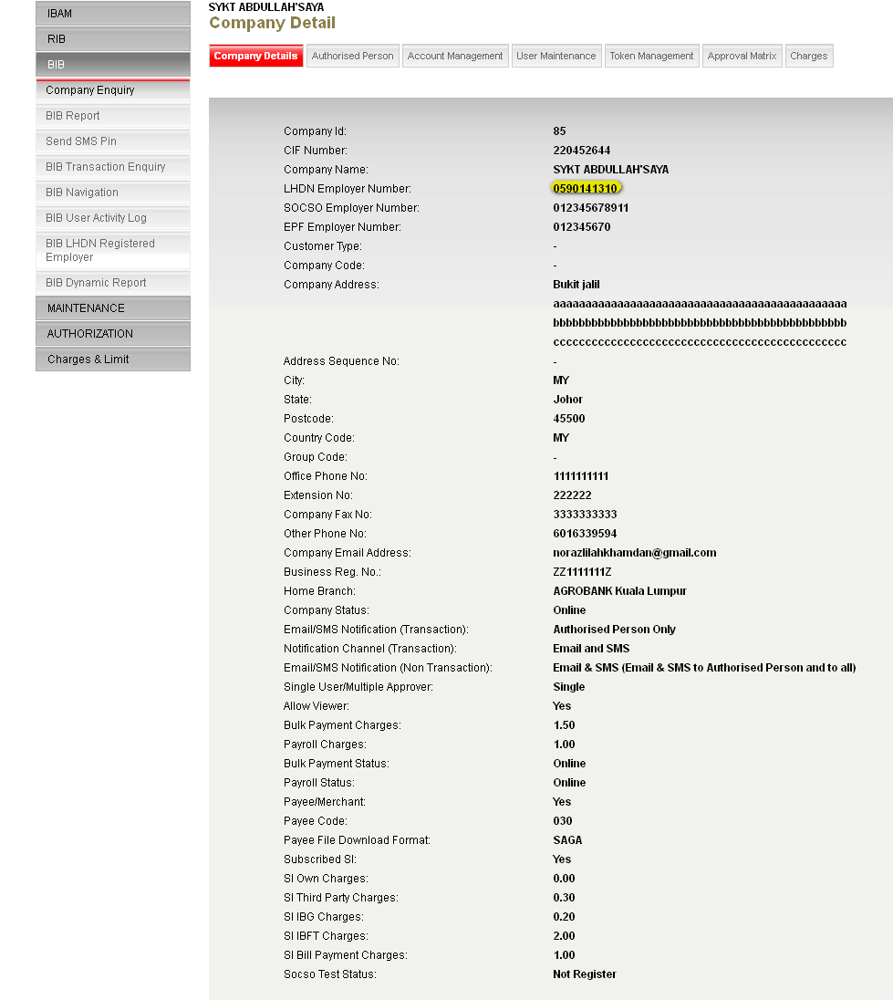 IBAM
RIB
BIB
Company Enquiry
BIB Report
Send SMS Pin
BIB Transaction Enquiry
BIB Navigation
BIB User Activity Log
BIB LHDN Registered
Employer
BIB Dynamic Report
MAINTENANCE
AUTHORIZATION
Charges & Limit
SYKT ABDULLAH'SAYA
Company Detail
Company Details Authorised Person Account Management User Maintenance Token Management Approval Matrix Charges
Company Id: 85
CIF Number: 220452644
Company Name: SYKT ABDULLAH'SAYA
LHDN Employer Number: 0590141310
SOCSO Employer Number: 012345678911
EPF Employer Number: 012345670
Customer Type: -
Company Code: -
Company Address: Bukit jalil
aaaaaaaaaaaaaaaaaaaaaaaaaaaaaaaaaaaaaaaaaaaaaa
bbbbbbbbbbbbbbbbbbbbbbbbbbbbbbbbbbbbbbbbbbbbbb
cccccccccccccccccccccccccccccccccccccccccccccc
Address Sequence No: -
City: MY
State: Johor
Postcode: 45500
Country Code: MY
Group Code: -
Office Phone No: 1111111111
Extension No: 222222
Company Fax No: 3333333333
Other Phone No: 6016339594
Company Email Address: norazlilahkhamdan@gmail.com
Business Reg. No.: ZZ1111111Z
Home Branch: AGROBANK Kuala Lumpur
Company Status: Online
Email/SMS Notification (Transaction): Authorised Person Only
Notification Channel (Transaction): Email and SMS
Email/SMS Notification (Non Transaction): Email & SMS (Email & SMS to Authorised Person and to all)
Single User/Multiple Approver: Single
Allow Viewer: Yes
Bulk Payment Charges: 1.50
Payroll Charges: 1.00
Bulk Payment Status: Online
Payroll Status: Online
Payee/Merchant: Yes
Payee Code: 030
Payee File Download Format: SAGA
Subscribed SI: Yes
SI Own Charges: 0.00
SI Third Party Charges: 0.30
SI IBG Charges: 0.20
SI IBFT Charges: 2.00
SI Bill Payment Charges: 1.00
Socso Test Status: Not Register